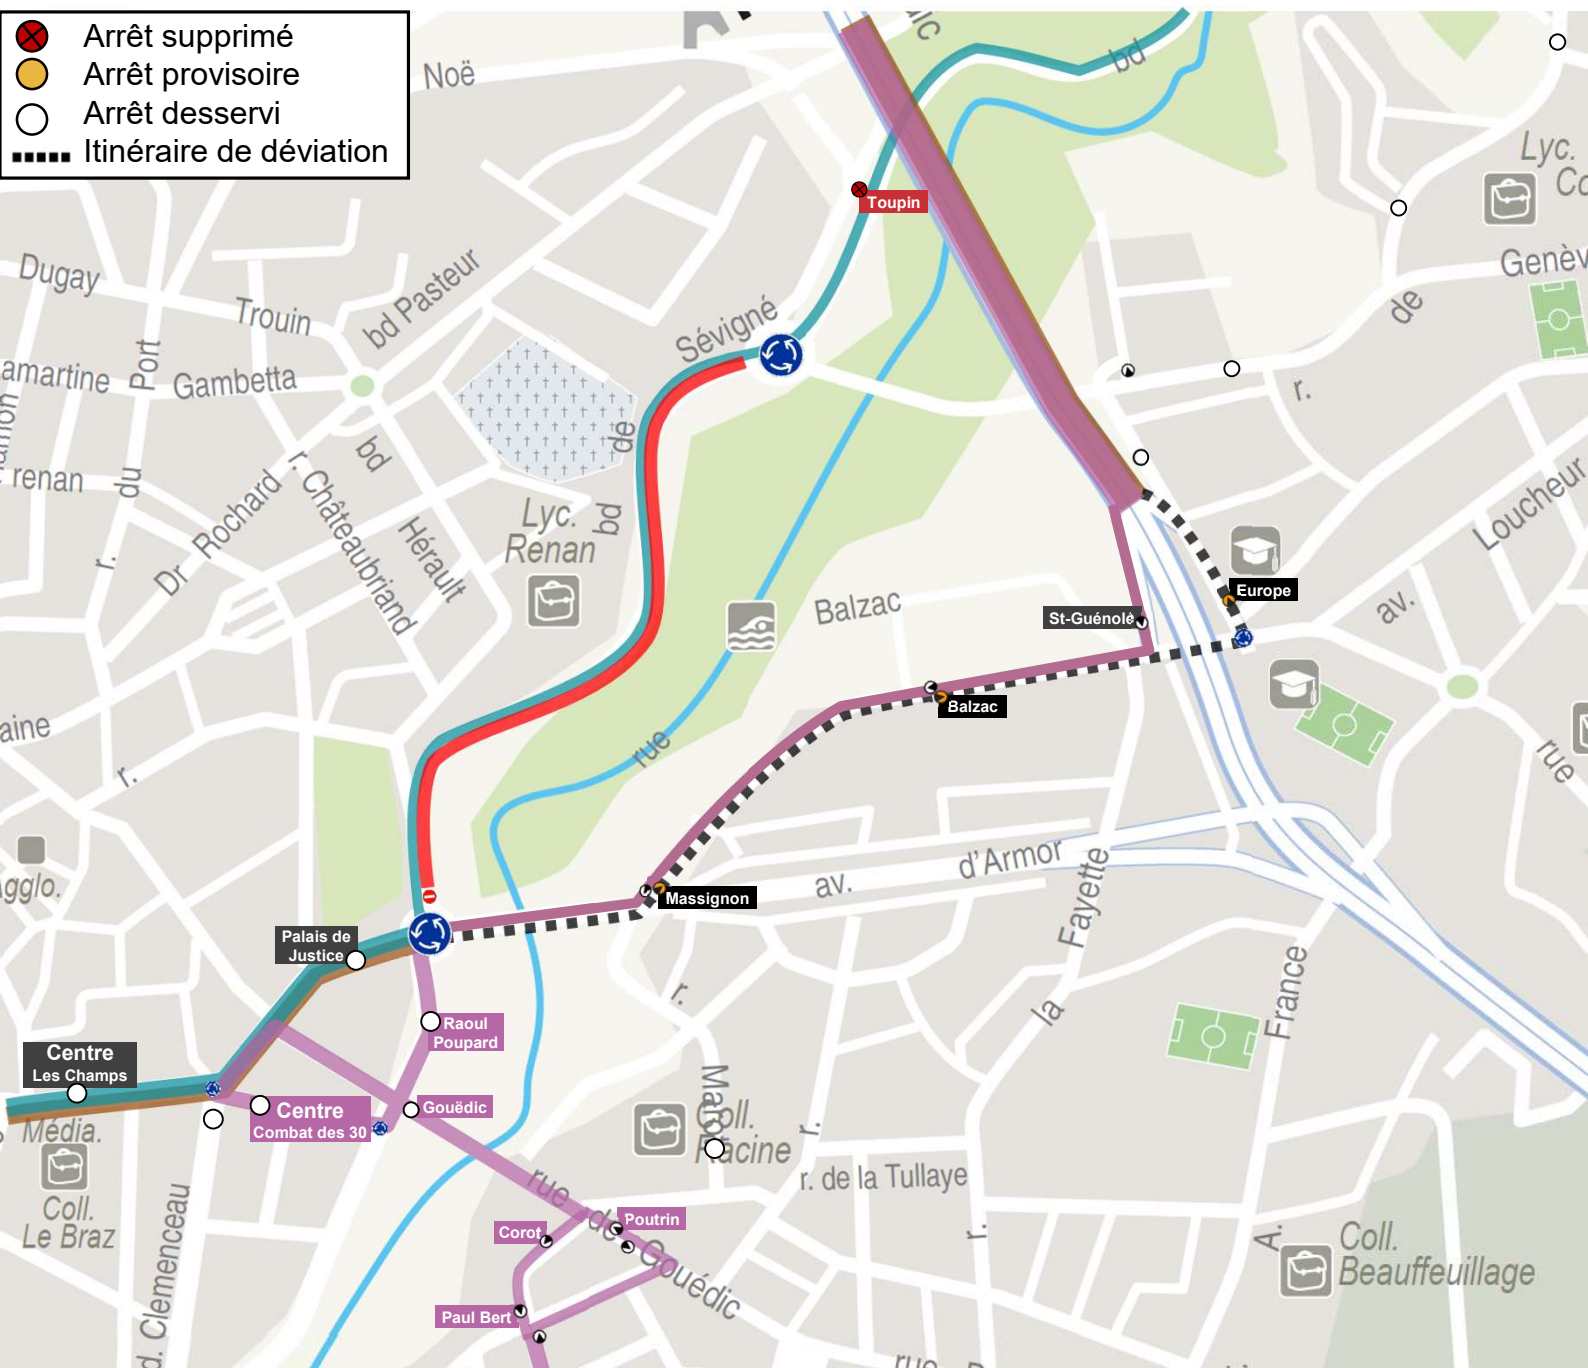 Arrêt supprimé
Arrêt provisoire
Arrêt desservi
Itinéraire de déviation
Noë
bd
Lyc.
Toupin
Dugay
Trouin
bd Pasteur
Sévigné
Genèv
de
amartine
Port
Gambetta
r.
de
bd
renan
du
r. Châteaubriand
Hérault
Dr Rochard
Lyc.
Renan
bd
r.
Loucheur
Balzac
St-Guénolé
Europe
av.
Balzac
aine
r.
rue
rue
Agglo.
d'Armor
av.
Massignon
la Fayette
Palais de
Justice
r.
France
Raoul
Poupard
Centre
Les Champs
Gouëdic
Centre
Combat des 30
Média.
Coll.
Le Braz
Coll.
Racine
r.
r. de la Tullaye
rue de Gouédic
Poutrin
Corot
Paul Bert
r.
A.
Coll.
Beauffeuillage
d. Clemenceau
rue